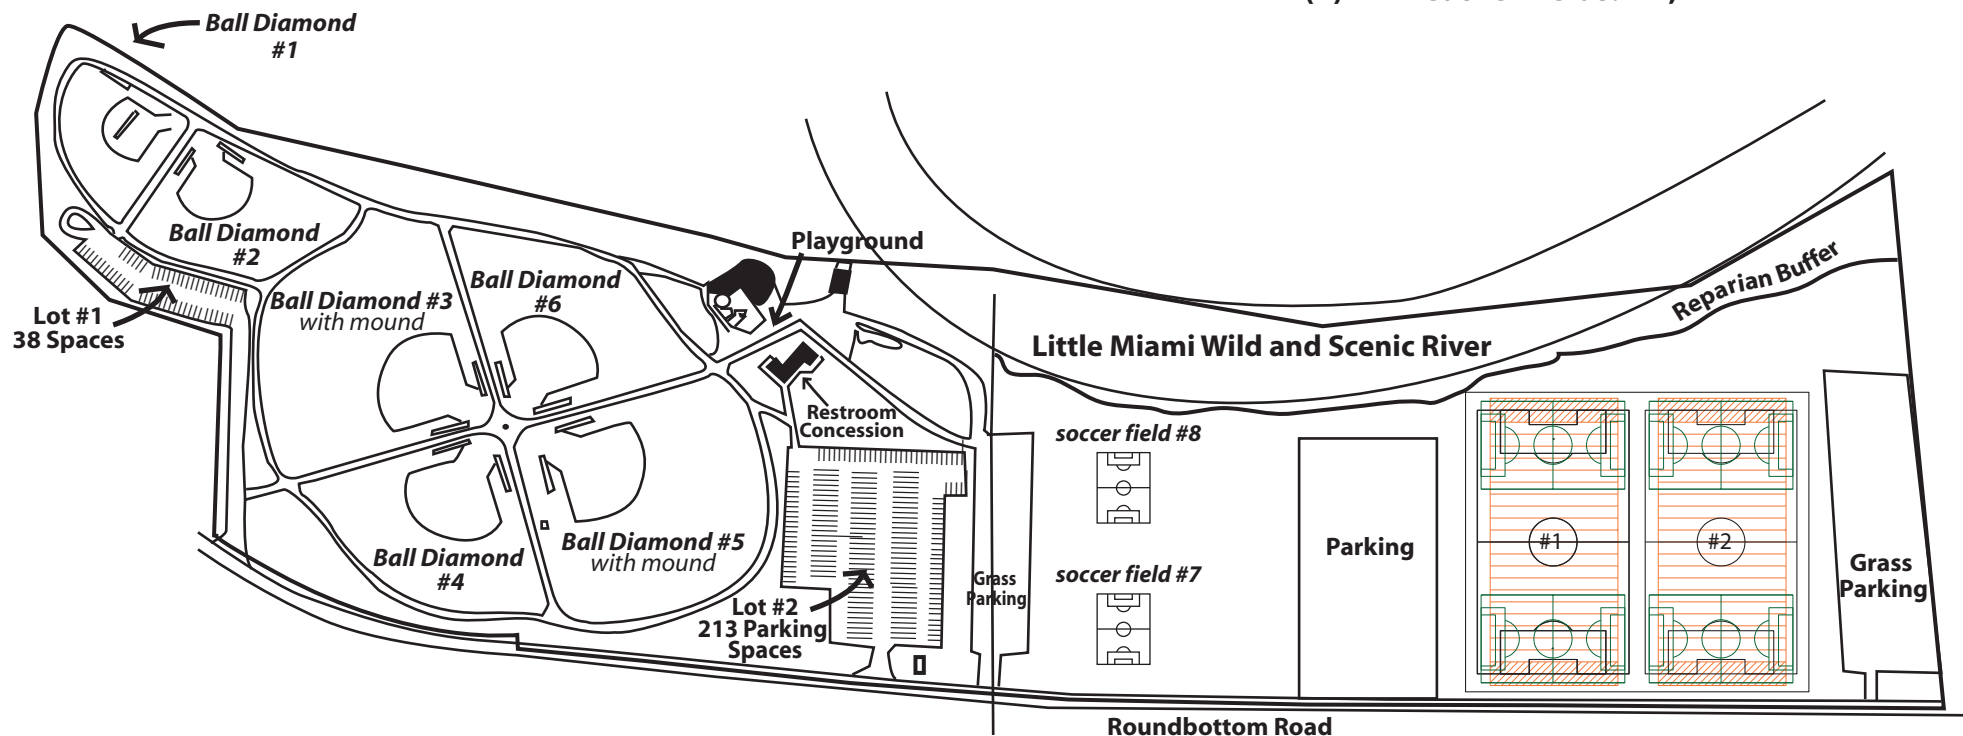 Ball Diamond
#1
Ball Diamond
#2
Playground
Ball Diamond
#6
Ball Diamond #3
with mound
Lot #1
38 Spaces
Reparian Buffer
Little Miami Wild and Scenic River
Restroom
Concession
soccer field #8
Ball Diamond #5
with mound
Ball Diamond
#4
Parking
#1
#2
Grass
Parking
soccer field #7
Grass
Parking
Lot #2
213 Parking
Spaces
Roundbottom Road